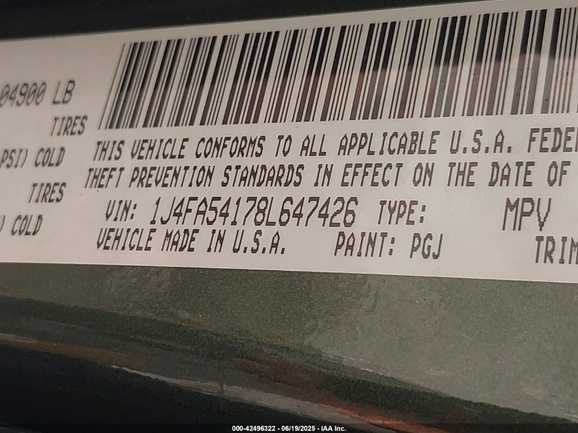 04900 LB
TIRES
PSI) COLD
TIRES
) COLD
THIS VEHICLE CONFORMS TO ALL APPLICABLE U.S.A.
THEFT PREVENTION STANDARDS IN EFFECT ON THE DATE OF
VIN: 1J4FA54178L647426 TYPE: MPV
VEHICLE MADE IN U.S.A. PAINT: PGJ TRIM
000-42496322 - 06/19/2025 - IAA Inc.